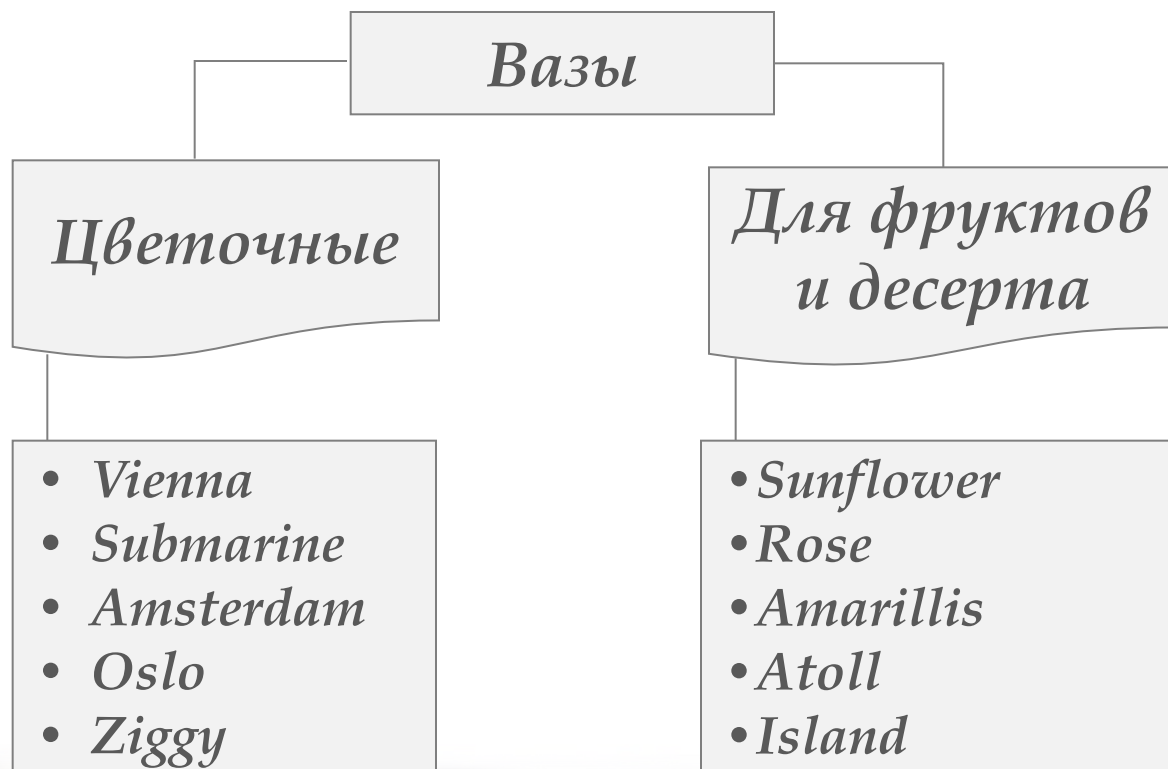 Вазы
Цветочные
Для фруктов
и десерта
• Vienna
• Submarine
• Amsterdam
• Oslo
• Ziggy
• Sunflower
• Rose
• Amarillis
• Atoll
• Island